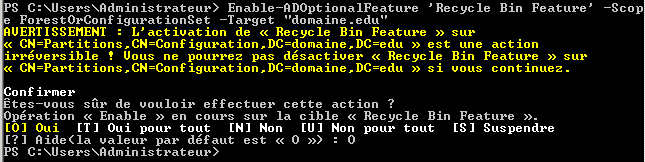 PS C:\Users\Administrateur> Enable-ADOptionalFeature 'Recycle Bin Feature' -Scop
e ForestOrConfigurationSet -Target "domaine.edu"
AVERTISSEMENT : L'activation de « Recycle Bin Feature » sur
« CN=Partitions,CN=Configuration,DC=domaine,DC=edu » est une action
irréversible ! Vous ne pourrez pas désactiver « Recycle Bin Feature » sur
« CN=Partitions,CN=Configuration,DC=domaine,DC=edu » si vous continuez.
Confirmer
Êtes-vous sûr de vouloir effectuer cette action ?
Opération « Enable » en cours sur la cible « Recycle Bin Feature ».
[O] Oui  [T] Oui pour tout  [N] Non  [U] Non pour tout  [S] Suspendre
[?] Aide(la valeur par défaut est « O ») : O
PS C:\Users\Administrateur>